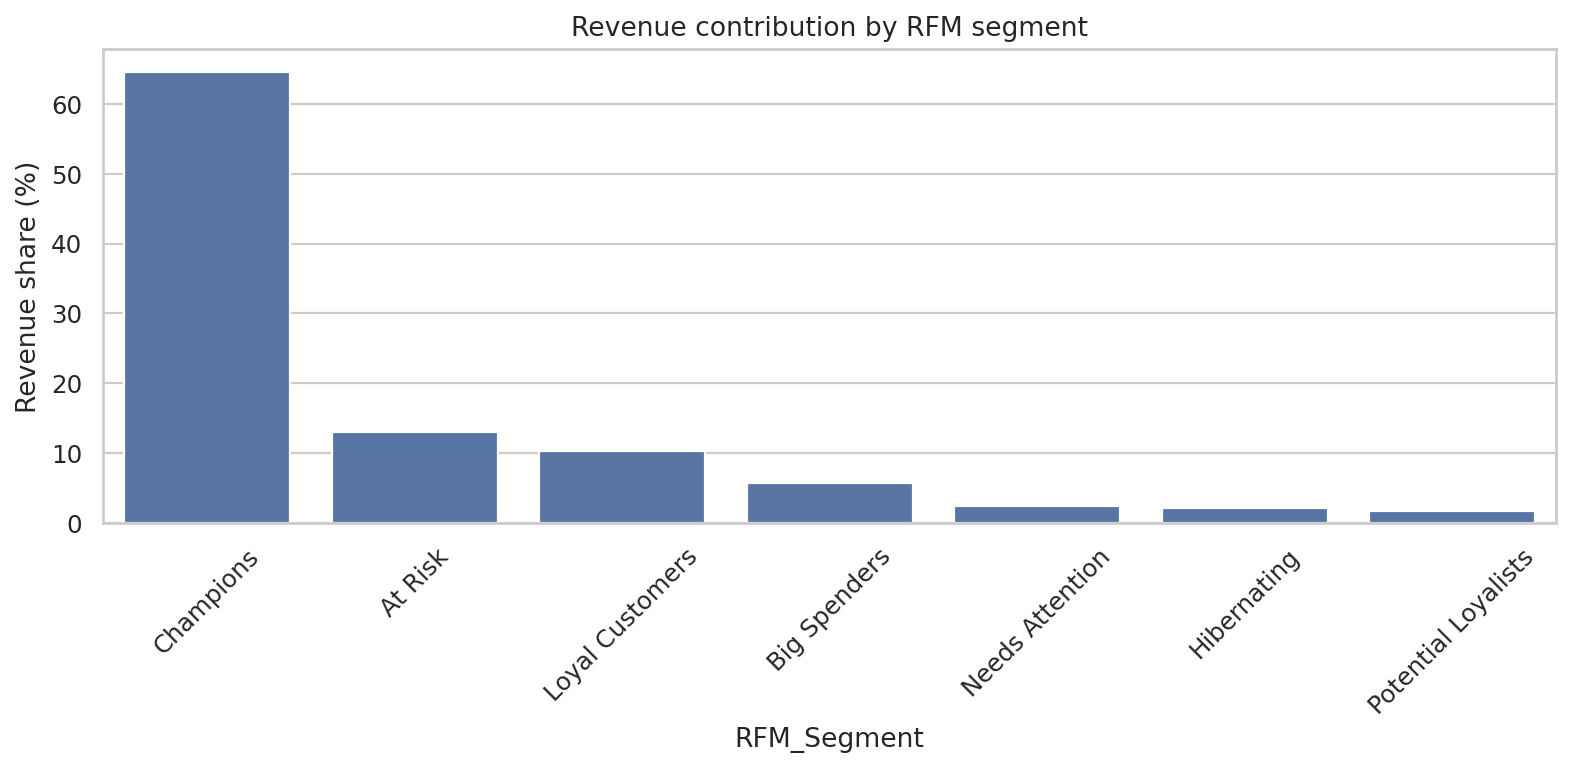 Revenue contribution by RFM segment
Revenue share (%)
60
50
40
30
20
10
0
Champions
At Risk
Loyal Customers
Big Spenders
Needs Attention
Hibernating
Potential Loyalists
RFM_Segment